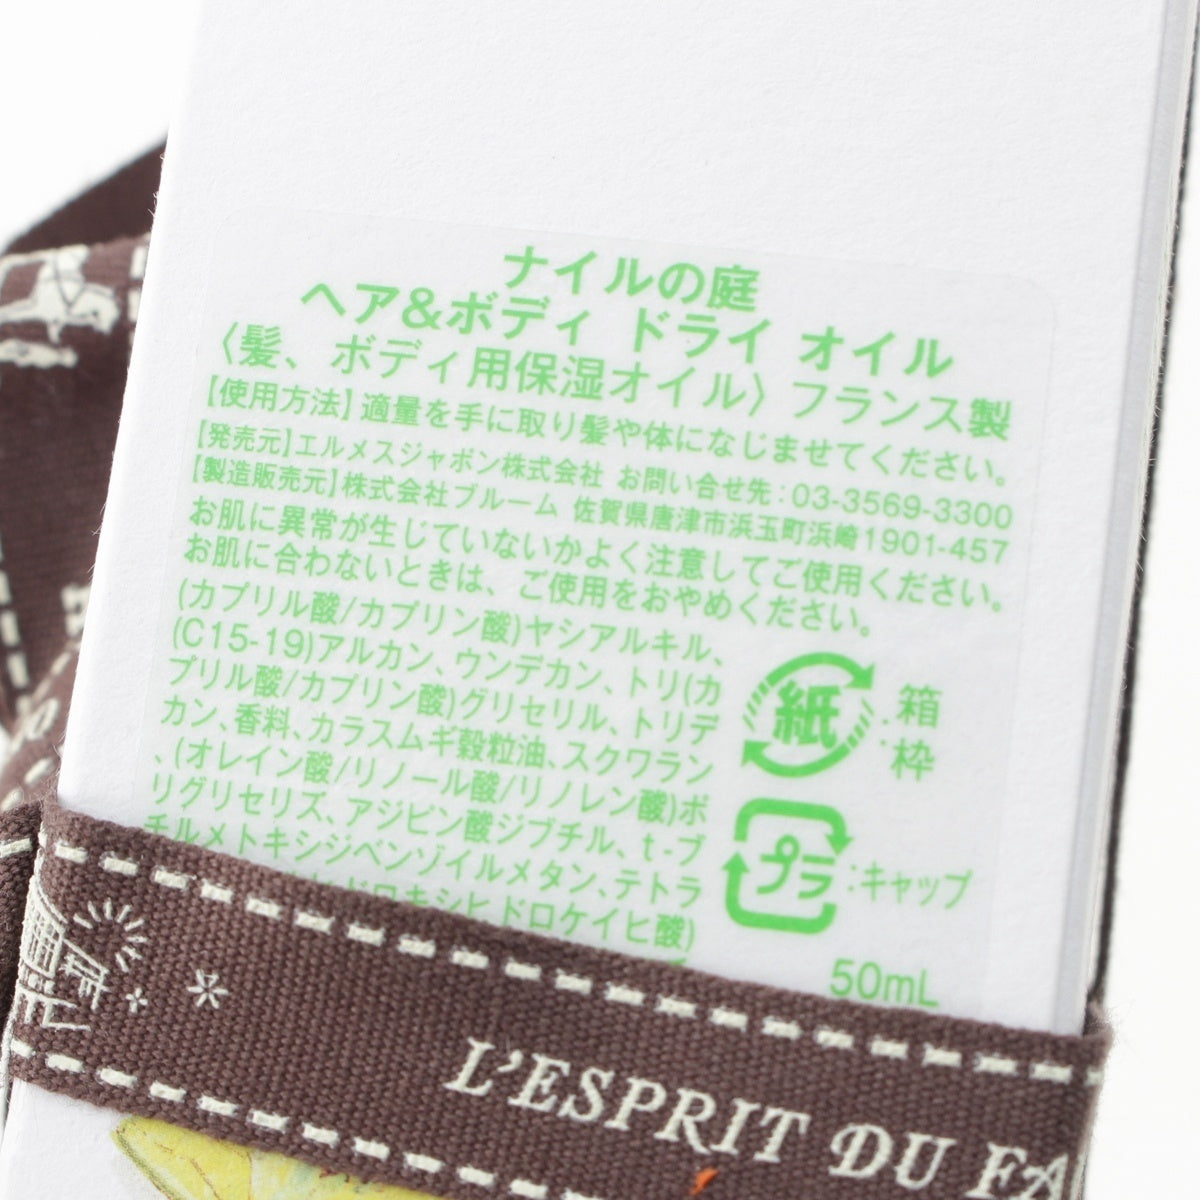 ナイルの庭
ヘア&ボディ ドライ オイル
〈髪、ボディ用保湿オイル〉フランス製
【使用方法】適量を手に取り髪や体になじませてください。
【発売元】エルメスジャポン株式会社 お問い合せ先：03-3569-3300
【製造販売元】株式会社ブルーム 佐賀県唐津市浜玉町浜崎1901-457
お肌に異常が生じていないかよく注意してご使用ください。
お肌に合わないときは、ご使用をおやめください。
(カプリル酸/カプリン酸)ヤシアルキル、
(C15-19)アルカン、ウンデカン、トリ(カ
プリル酸/カプリン酸)グリセリル、トリデ
カン、香料、カラスムギ穀粒油、スクワラン
、(オレイン酸/リノール酸/リノレン酸)ポ
リグリセリズ、アジピン酸ジブチル、t-ブ
チルメトキシジベンゾイルメタン、テトラ
ドロキシヒドロケイヒ酸)
紙 :箱
枠
プラ :キャップ
50mL
L'ESPRIT DU FA